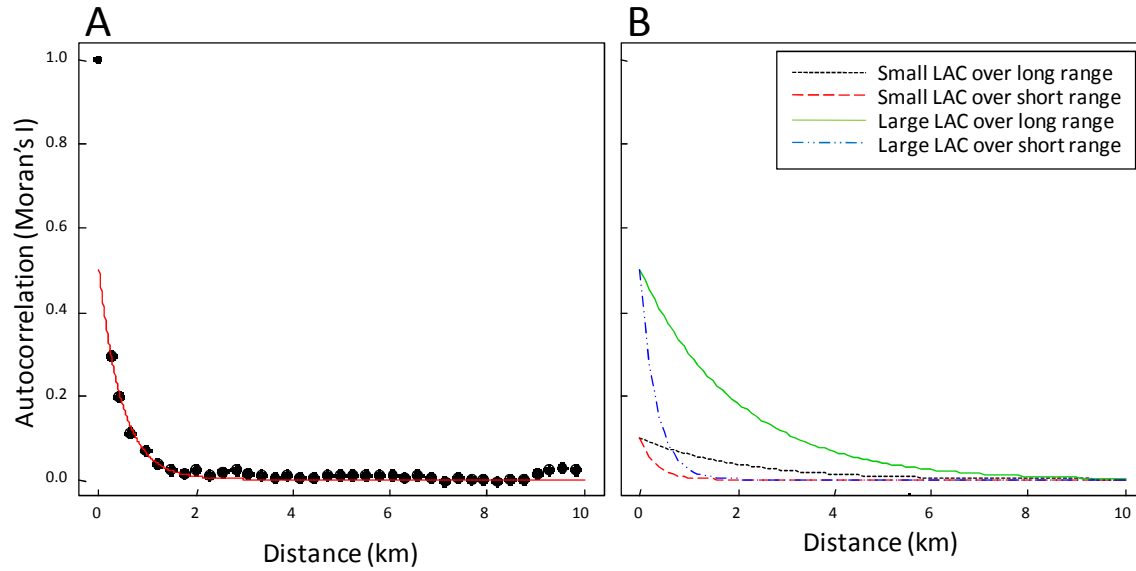 A
B
Autocorrelation (Moran's I)
1.0
0.8
0.6
0.4
0.2
0.0
0
2
4
6
8
10
Distance (km)
Small LAC over long range
Small LAC over short range
Large LAC over long range
Large LAC over short range
0
2
4
6
8
10
Distance (km)